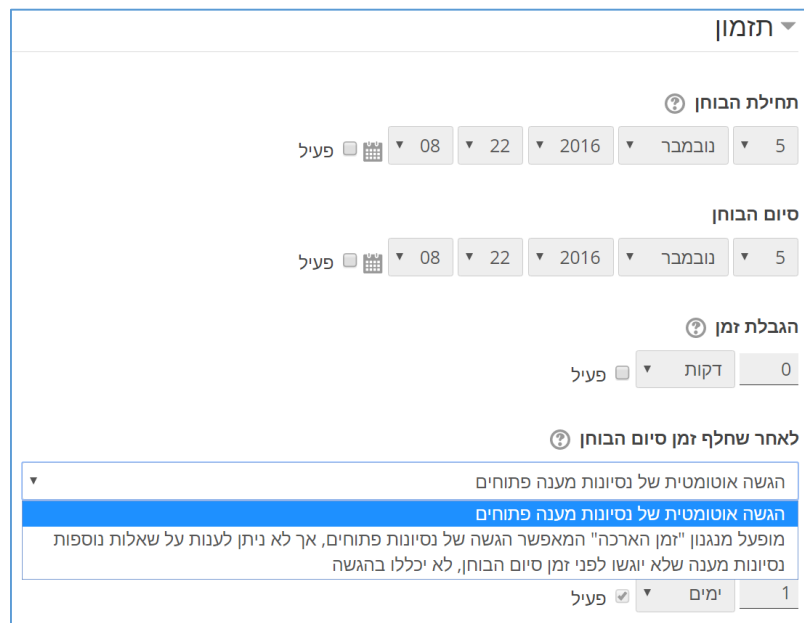 תזמון
תחילת הבוחן
5 נובמבר 2016 22 08 פעיל
סיום הבוחן
5 נובמבר 2016 22 08 פעיל
הגבלת זמן
0 דקות פעיל
לאחר שחלף זמן סיום הבוחן
הגשה אוטומטית של נסיונות מענה פתוחים
הגשה אוטומטית של נסיונות מענה פתוחים
מופעל מנגנון "זמן הארכה" המאפשר הגשה של נסיונות פתוחים, אך לא ניתן לענות על שאלות נוספות
נסיונות מענה שלא יוגשו לפני זמן סיום הבוחן, לא יכללו בהגשה
1 ימים פעיל